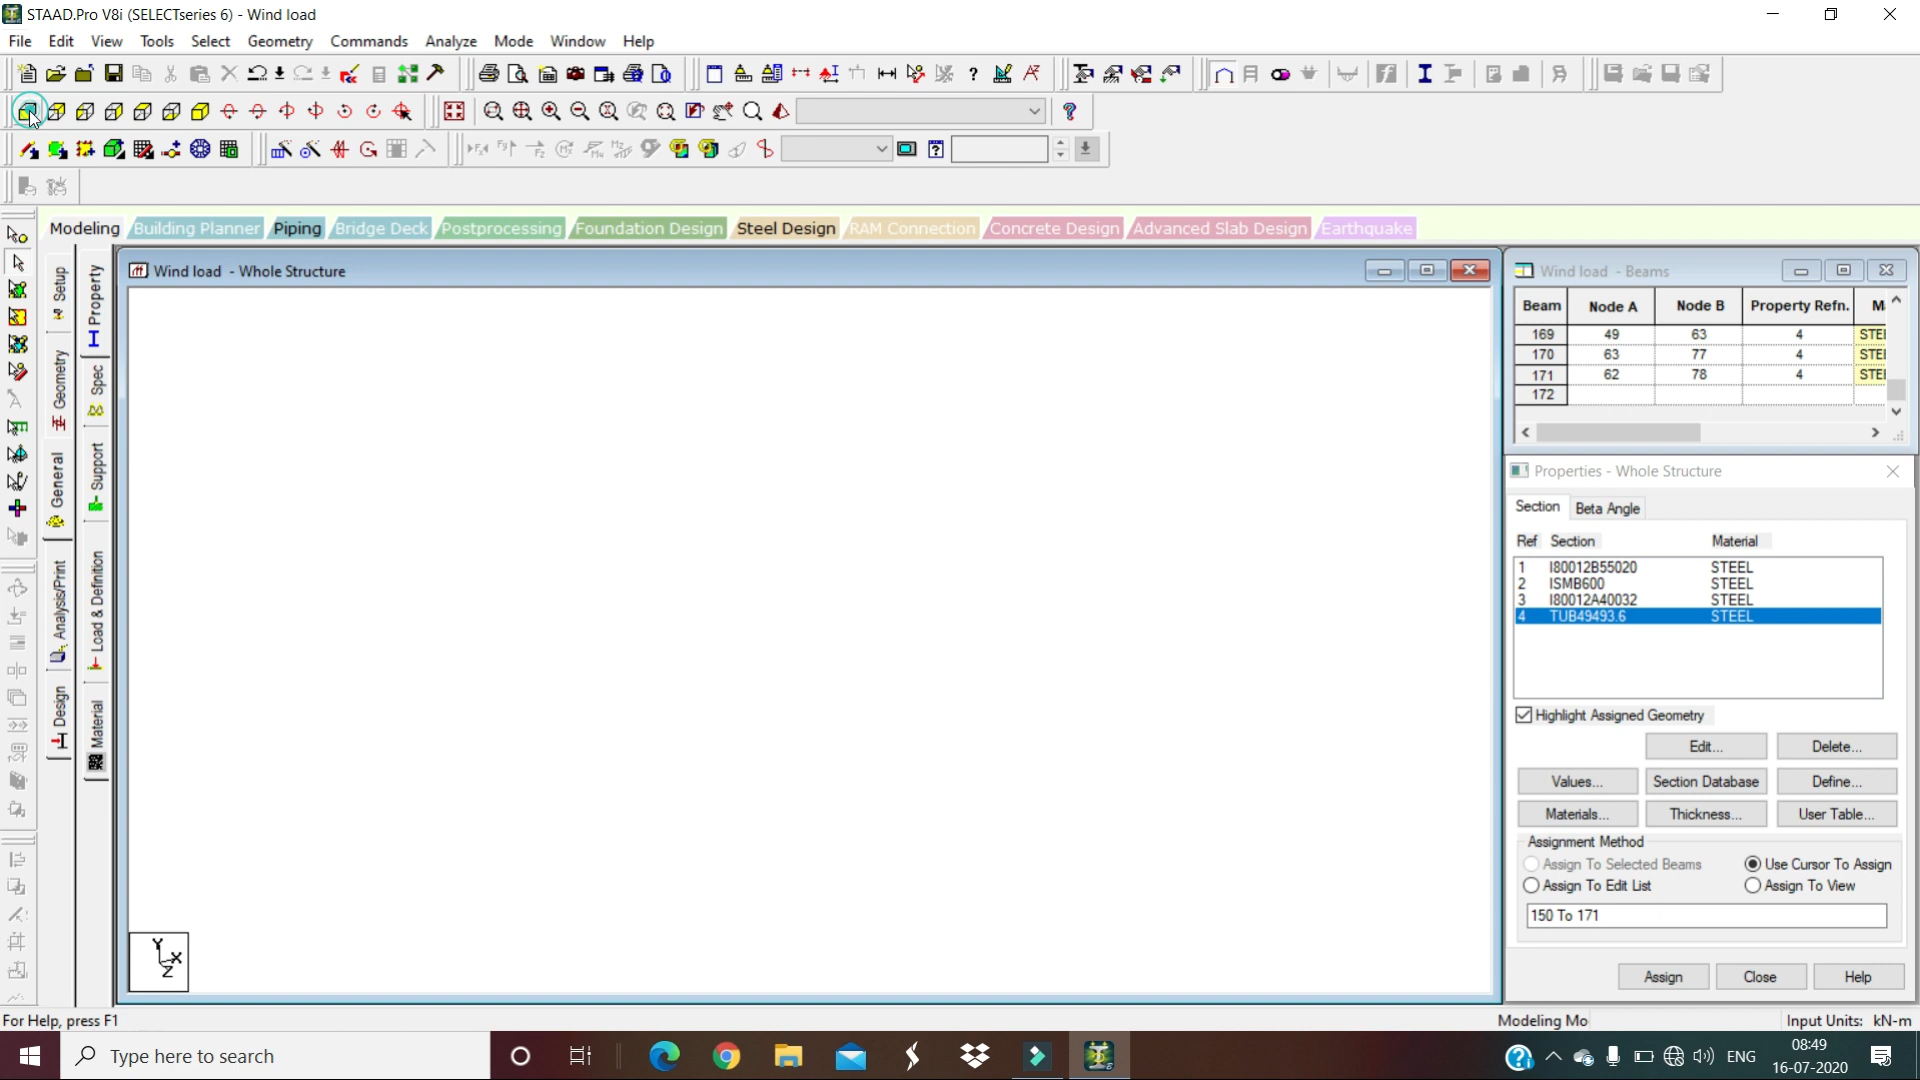 STAAD.Pro V8i (SELECTseries 6) - Wind load
File Edit View Tools Select Geometry Commands Analyze Mode Window Help
Modeling Building Planner Piping Bridge Deck Postprocessing Foundation Design Steel Design RAM Connection Concrete Design Advanced Slab Design Earthquake
Setup
Geometry
General
Analysis/Print
Design
Property
Spec
Support
Load & Definition
Material
Wind load - Whole Structure
Y
X
Z
Wind load - Beams
Beam Node A Node B Property Refn. M
169 49 63 4 STE
170 63 77 4 STE
171 62 78 4 STE
172
Properties - Whole Structure
Section Beta Angle
Ref Section Material
1 I80012B55020 STEEL
2 ISMB600 STEEL
3 I80012A40032 STEEL
4 TUB49493.6 STEEL
Highlight Assigned Geometry
Edit... Delete...
Values... Section Database Define...
Materials... Thickness... User Table...
Assignment Method
Assign To Selected Beams Use Cursor To Assign
Assign To Edit List Assign To View
150 To 171
Assign Close Help
For Help, press F1
Modeling Mo Input Units: kN-m
Type here to search
ENG
08:49
16-07-2020